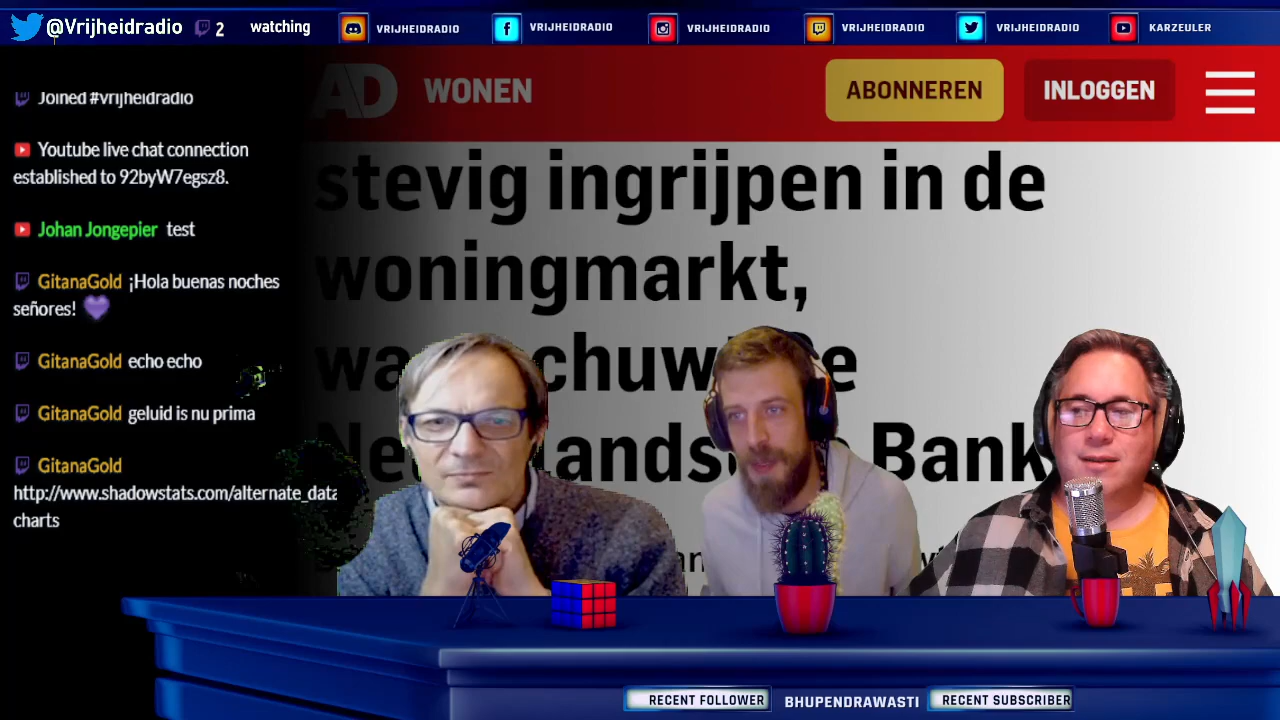 @Vrijheidradio 2 watching VRIJHEIDRADIO VRIJHEIDRADIO VRIJHEIDRADIO VRIJHEIDRADIO VRIJHEIDRADIO KARZEULER
AD WONEN ABONNEREN INLOGGEN
Joined #vrijheidradio
Youtube live chat connection
established to 92byW7egsz8.
Johan Jongepier test
GitanaGold ¡Hola buenas noches
señores!
GitanaGold echo echo
GitanaGold geluid is nu prima
GitanaGold
http://www.shadowstats.com/alternate_data
charts
stevig ingrijpen in de
woningmarkt,
Bank
RECENT FOLLOWER BHUPENDRAWASTI RECENT SUBSCRIBER